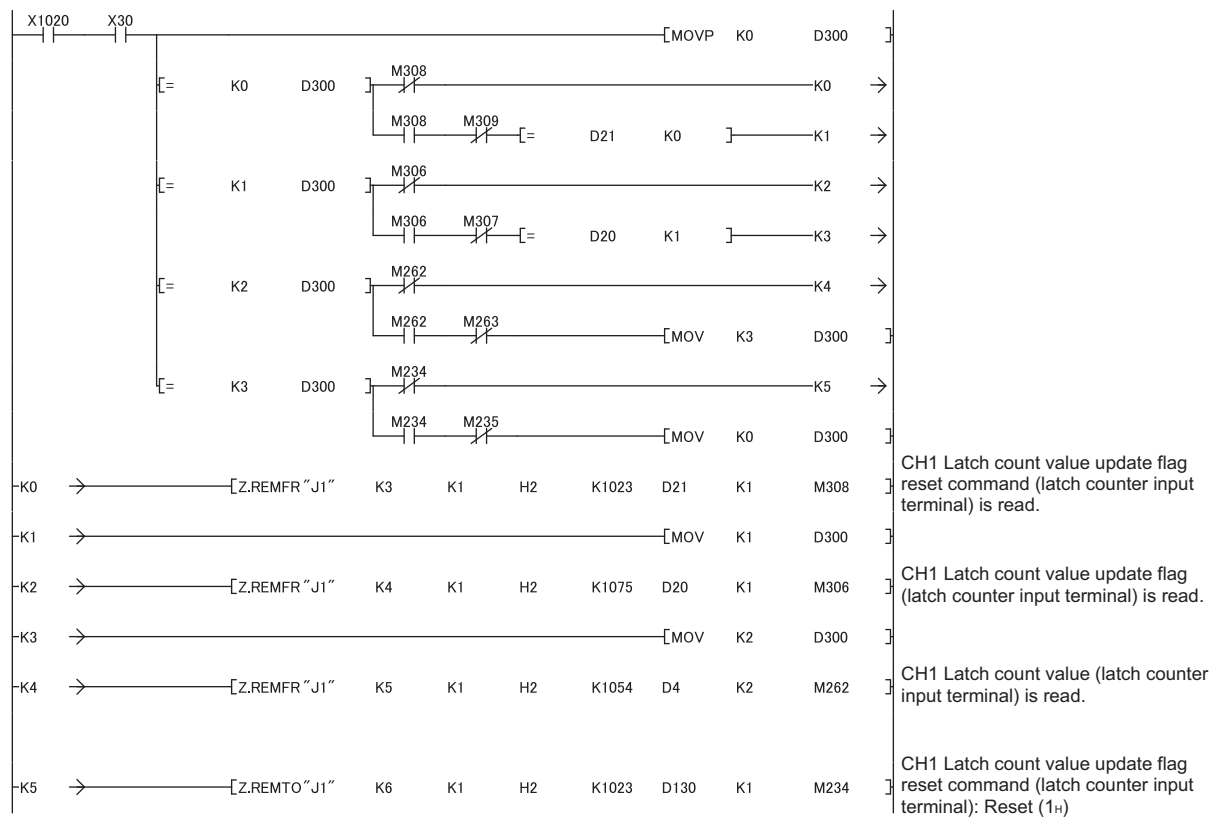 X1020 X30
[MOVP K0 D300 ]
[= K0 D300 ] M308 K0
M308 M309 [= D21 K0 ] K1
[= K1 D300 ] M306 K2
M306 M307 [= D20 K1 ] K3
[= K2 D300 ] M262 K4
M262 M263 [MOV K3 D300 ]
[= K3 D300 ] M234 K5
M234 M235 [MOV K0 D300 ]
K0 [Z.REMFR "J1" K3 K1 H2 K1023 D21 K1 M308 ]
CH1 Latch count value update flag
reset command (latch counter input
terminal) is read.
K1 [MOV K1 D300 ]
K2 [Z.REMFR "J1" K4 K1 H2 K1075 D20 K1 M306 ]
CH1 Latch count value update flag
(latch counter input terminal) is read.
K3 [MOV K2 D300 ]
K4 [Z.REMFR "J1" K5 K1 H2 K1054 D4 K2 M262 ]
CH1 Latch count value (latch counter
input terminal) is read.
K5 [Z.REMTO "J1" K6 K1 H2 K1023 D130 K1 M234 ]
CH1 Latch count value update flag
reset command (latch counter input
terminal): Reset (1H)